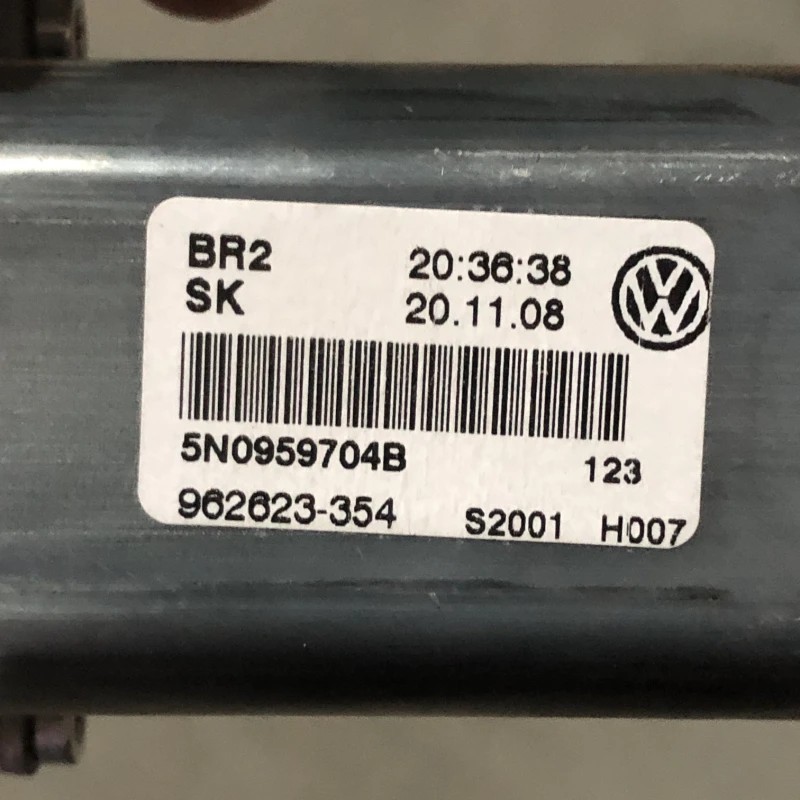 BR2 20:36:38
SK 20.11.08
5N0959704B 123
962623-354 S2001 H007